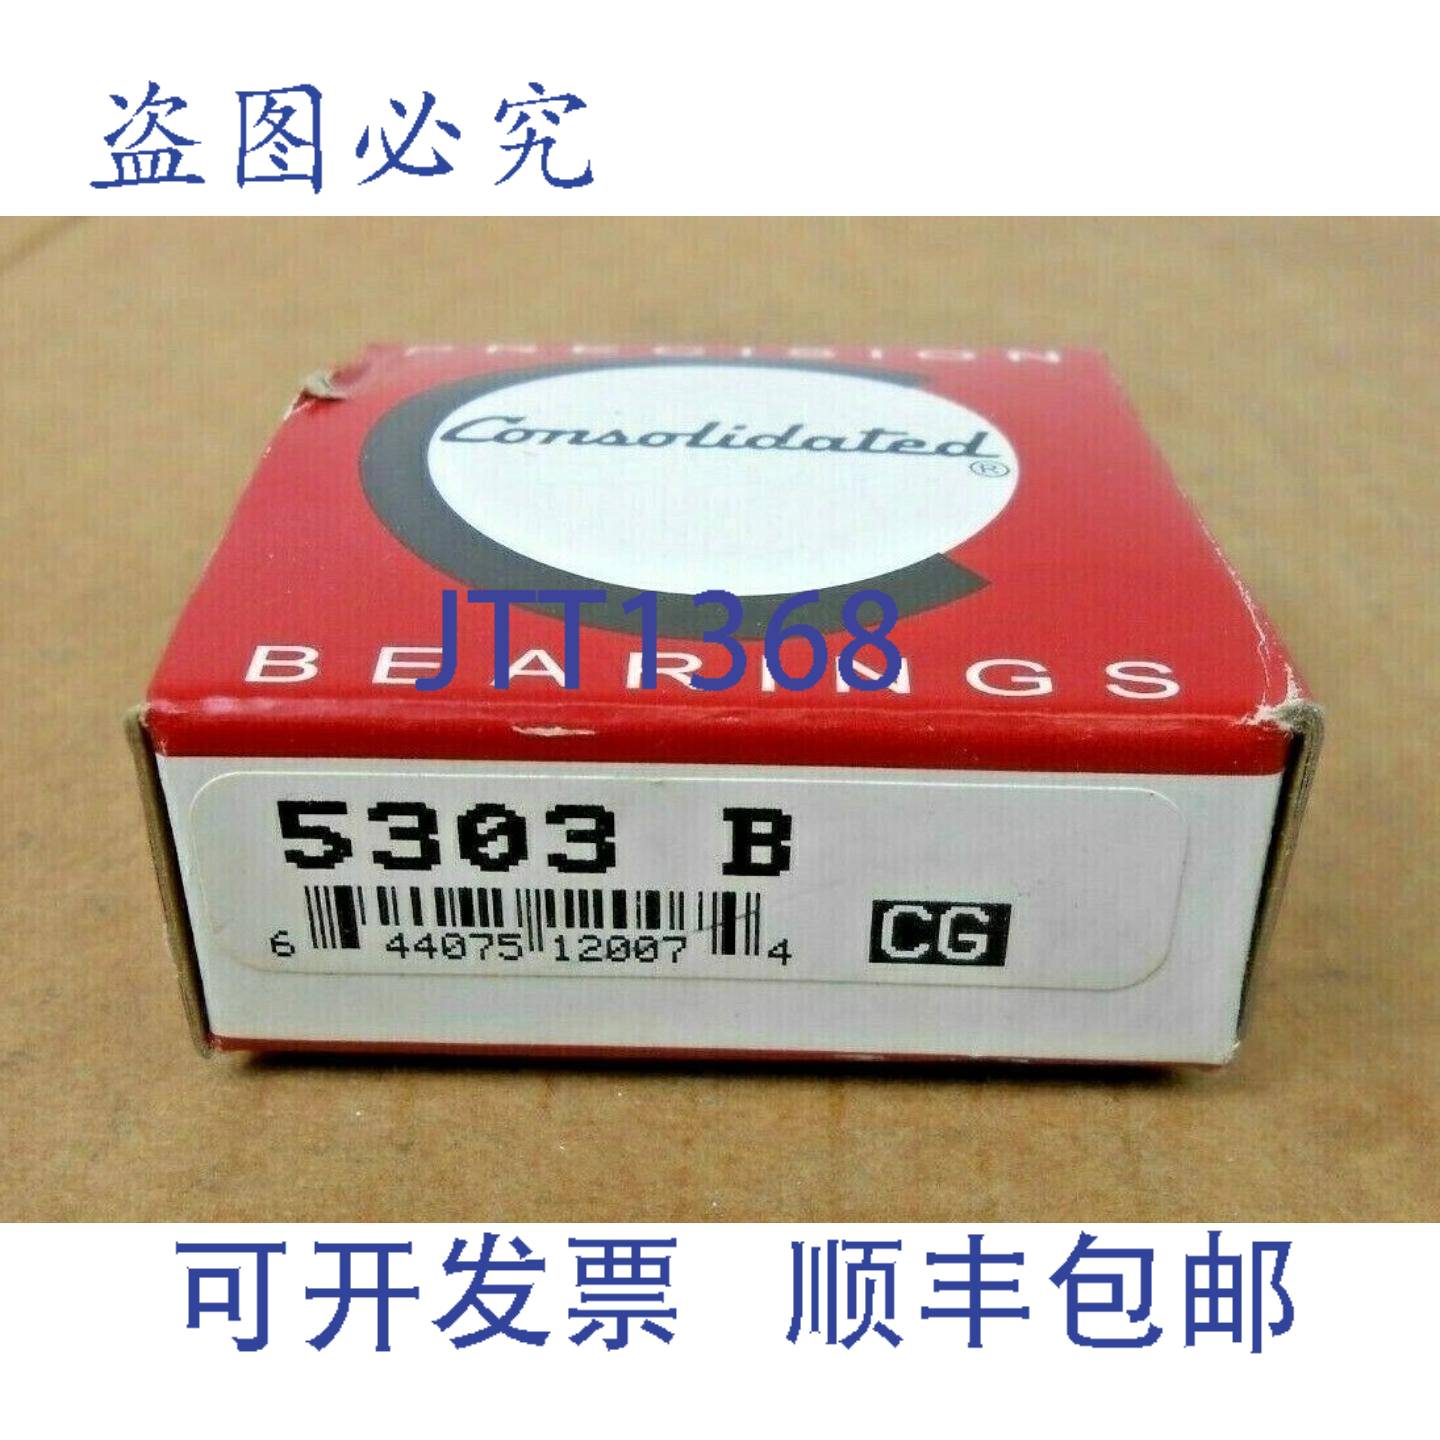 盗图必究
PRECISION
Consolidated
®
JTT1368
BEARINGS
5303 B
6 44075 12007 4
CG
可开发票 顺丰包邮